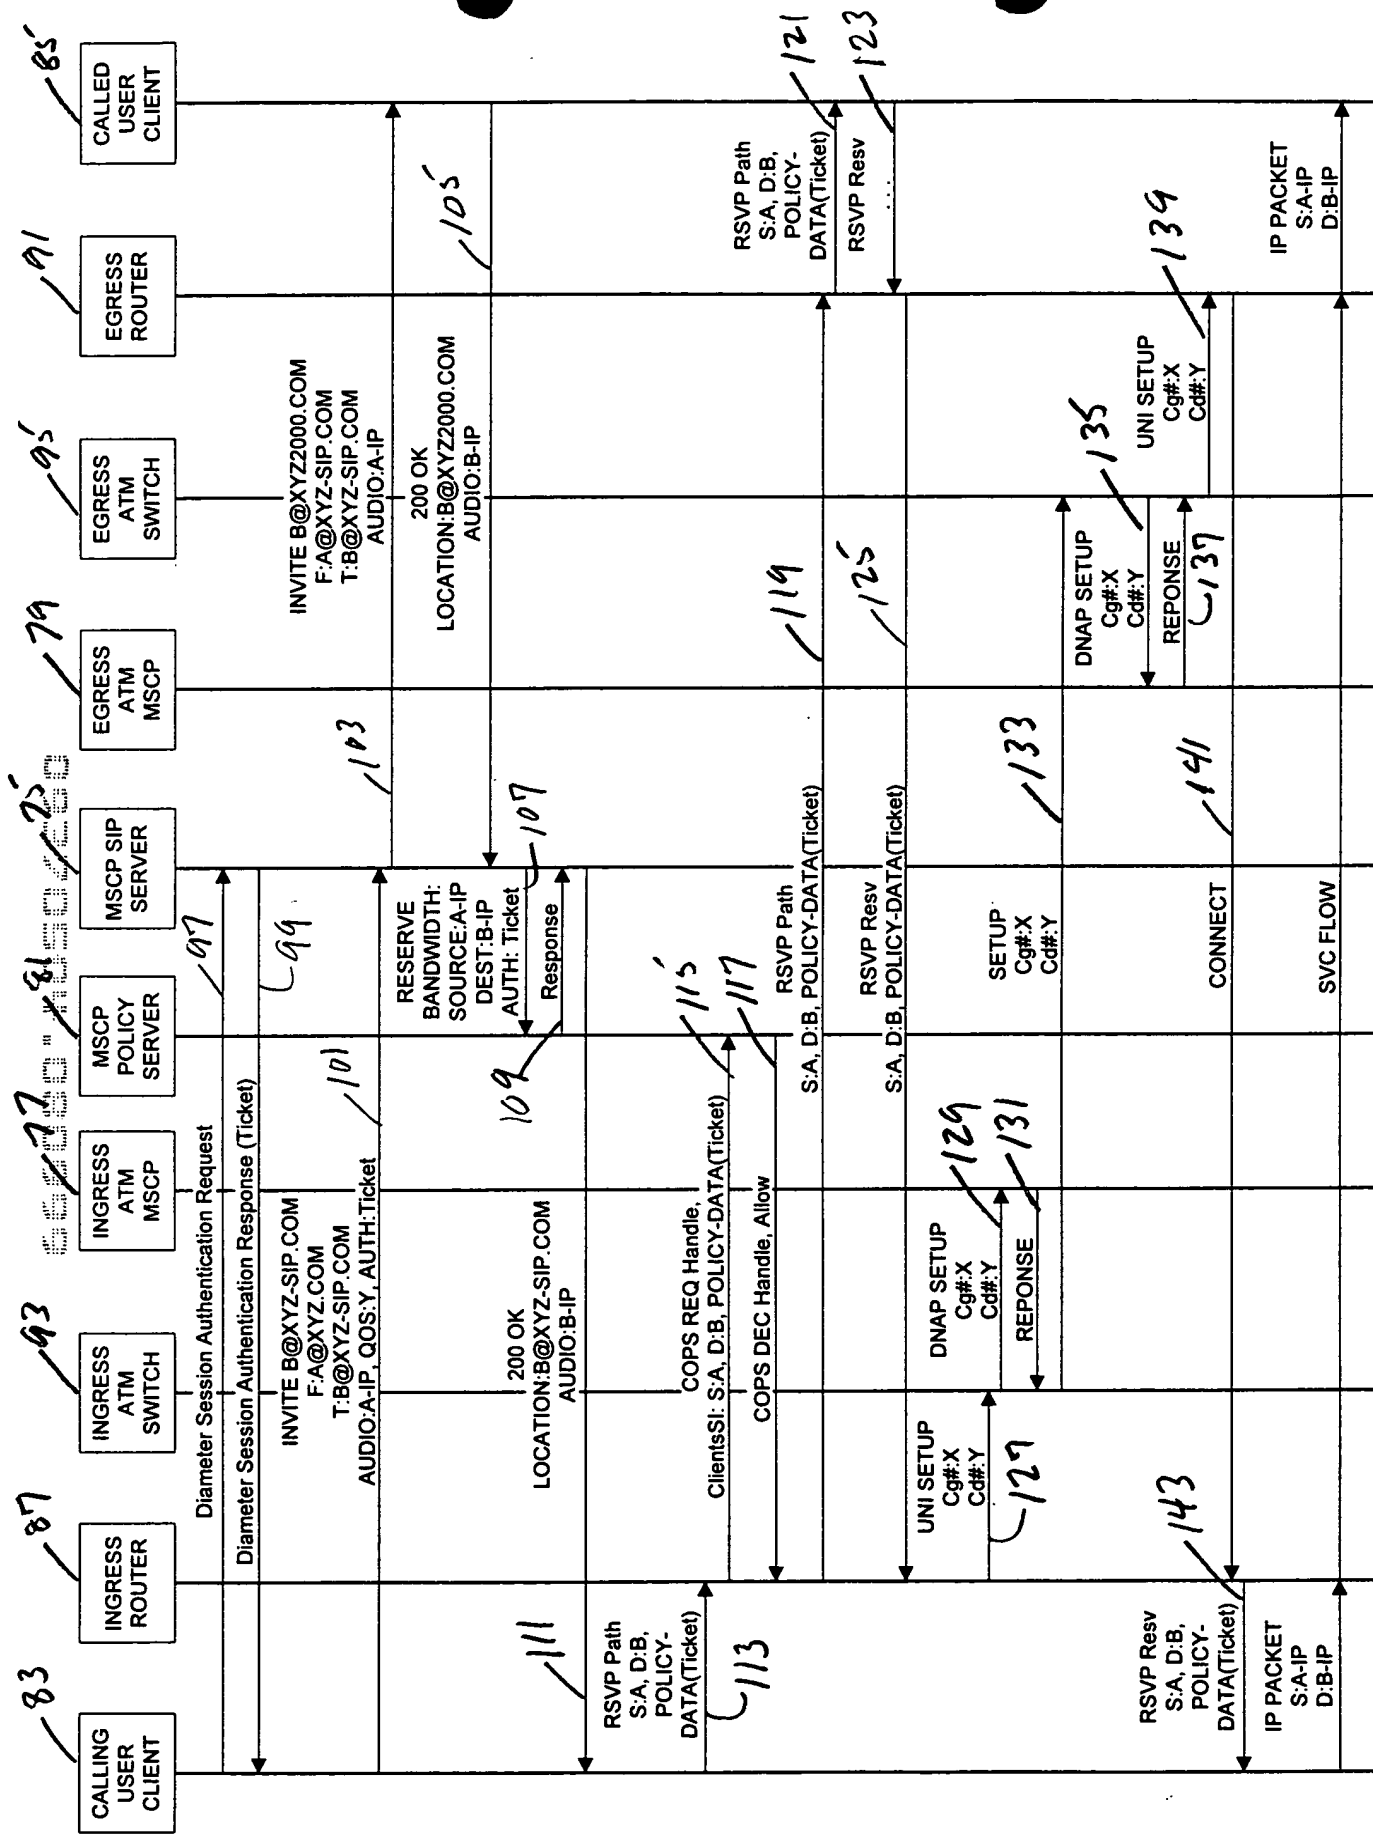 83
CALLING
USER
CLIENT
87
INGRESS
ROUTER
93
INGRESS
ATM
SWITCH
77
INGRESS
ATM
MSCP
81
MSCP
POLICY
SERVER
75
MSCP SIP
SERVER
79
EGRESS
ATM
MSCP
95
EGRESS
ATM
SWITCH
91
EGRESS
ROUTER
85
CALLED
USER
CLIENT
Diameter Session Authentication Request
97
Diameter Session Authentication Response (Ticket)
99
INVITE B@XYZ-SIP.COM
F:A@XYZ.COM
T:B@XYZ-SIP.COM
AUDIO:A-IP, QOS:Y, AUTH:Ticket
101
INVITE B@XYZ2000.COM
F:A@XYZ-SIP.COM
T:B@XYZ-SIP.COM
AUDIO:A-IP
103
200 OK
LOCATION:B@XYZ2000.COM
AUDIO:B-IP
105
RESERVE
BANDWIDTH:
SOURCE:A-IP
DEST:B-IP
AUTH: Ticket
107
Response
109
200 OK
LOCATION:B@XYZ-SIP.COM
AUDIO:B-IP
111
RSVP Path
S:A, D:B,
POLICY-
DATA(Ticket)
113
COPS REQ Handle,
ClientsSI: S:A, D:B, POLICY-DATA(Ticket)
115
COPS DEC Handle, Allow
117
RSVP Path
S:A, D:B, POLICY-DATA(Ticket)
119
RSVP Path
S:A, D:B,
POLICY-
DATA(Ticket)
121
RSVP Resv
...
123
RSVP Resv
S:A, D:B, POLICY-DATA(Ticket)
125
UNI SETUP
Cg#:X
Cd#:Y
127
DNAP SETUP
Cg#:X
Cd#:Y
129
REPONSE
131
SETUP
Cg#:X
Cd#:Y
133
DNAP SETUP
Cg#:X
Cd#:Y
135
REPONSE
137
UNI SETUP
Cg#:X
Cd#:Y
139
CONNECT
141
RSVP Resv
S:A, D:B,
POLICY-
DATA(Ticket)
143
IP PACKET
S:A-IP
D:B-IP
SVC FLOW
IP PACKET
S:A-IP
D:B-IP